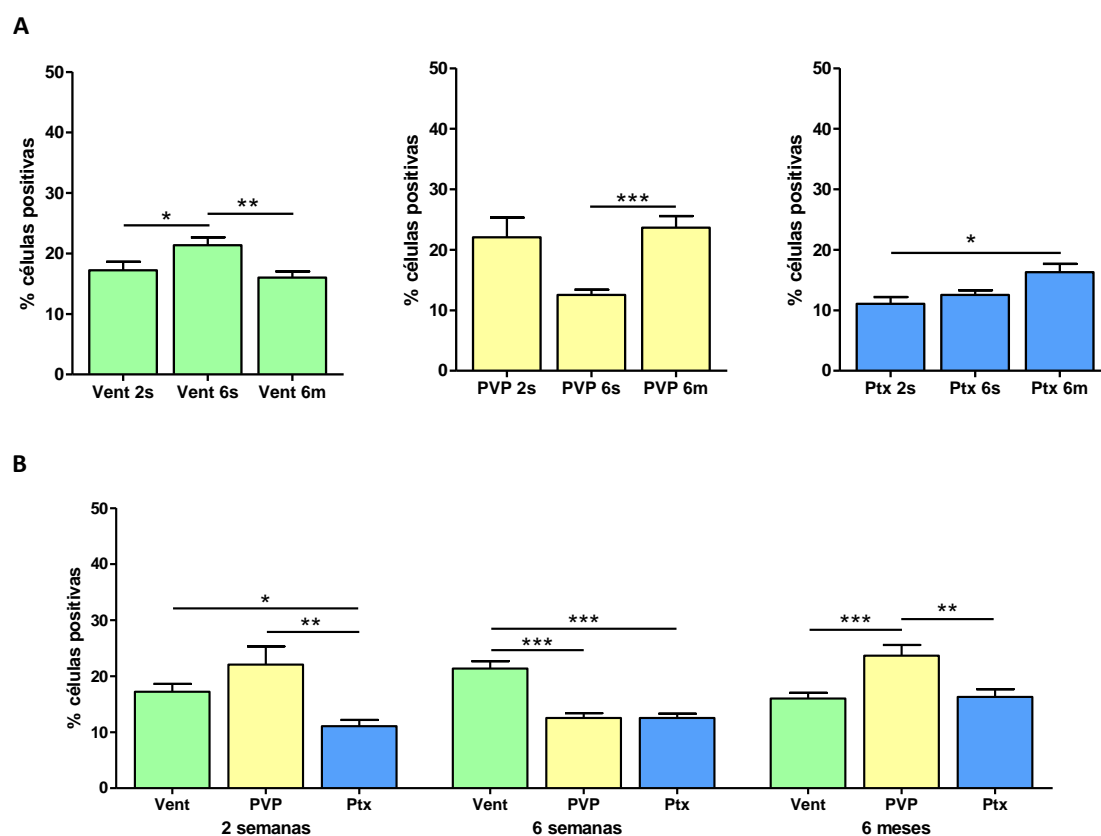 A
% células positivas
50
40
30
20
10
0
* **
Vent 2s Vent 6s Vent 6m
% células positivas
50
40
30
20
10
0
***
PVP 2s PVP 6s PVP 6m
% células positivas
50
40
30
20
10
0
*
Ptx 2s Ptx 6s Ptx 6m
B
% células positivas
50
40
30
20
10
0
*
**
***
***
*** **
Vent PVP Ptx Vent PVP Ptx Vent PVP Ptx
2 semanas 6 semanas 6 meses